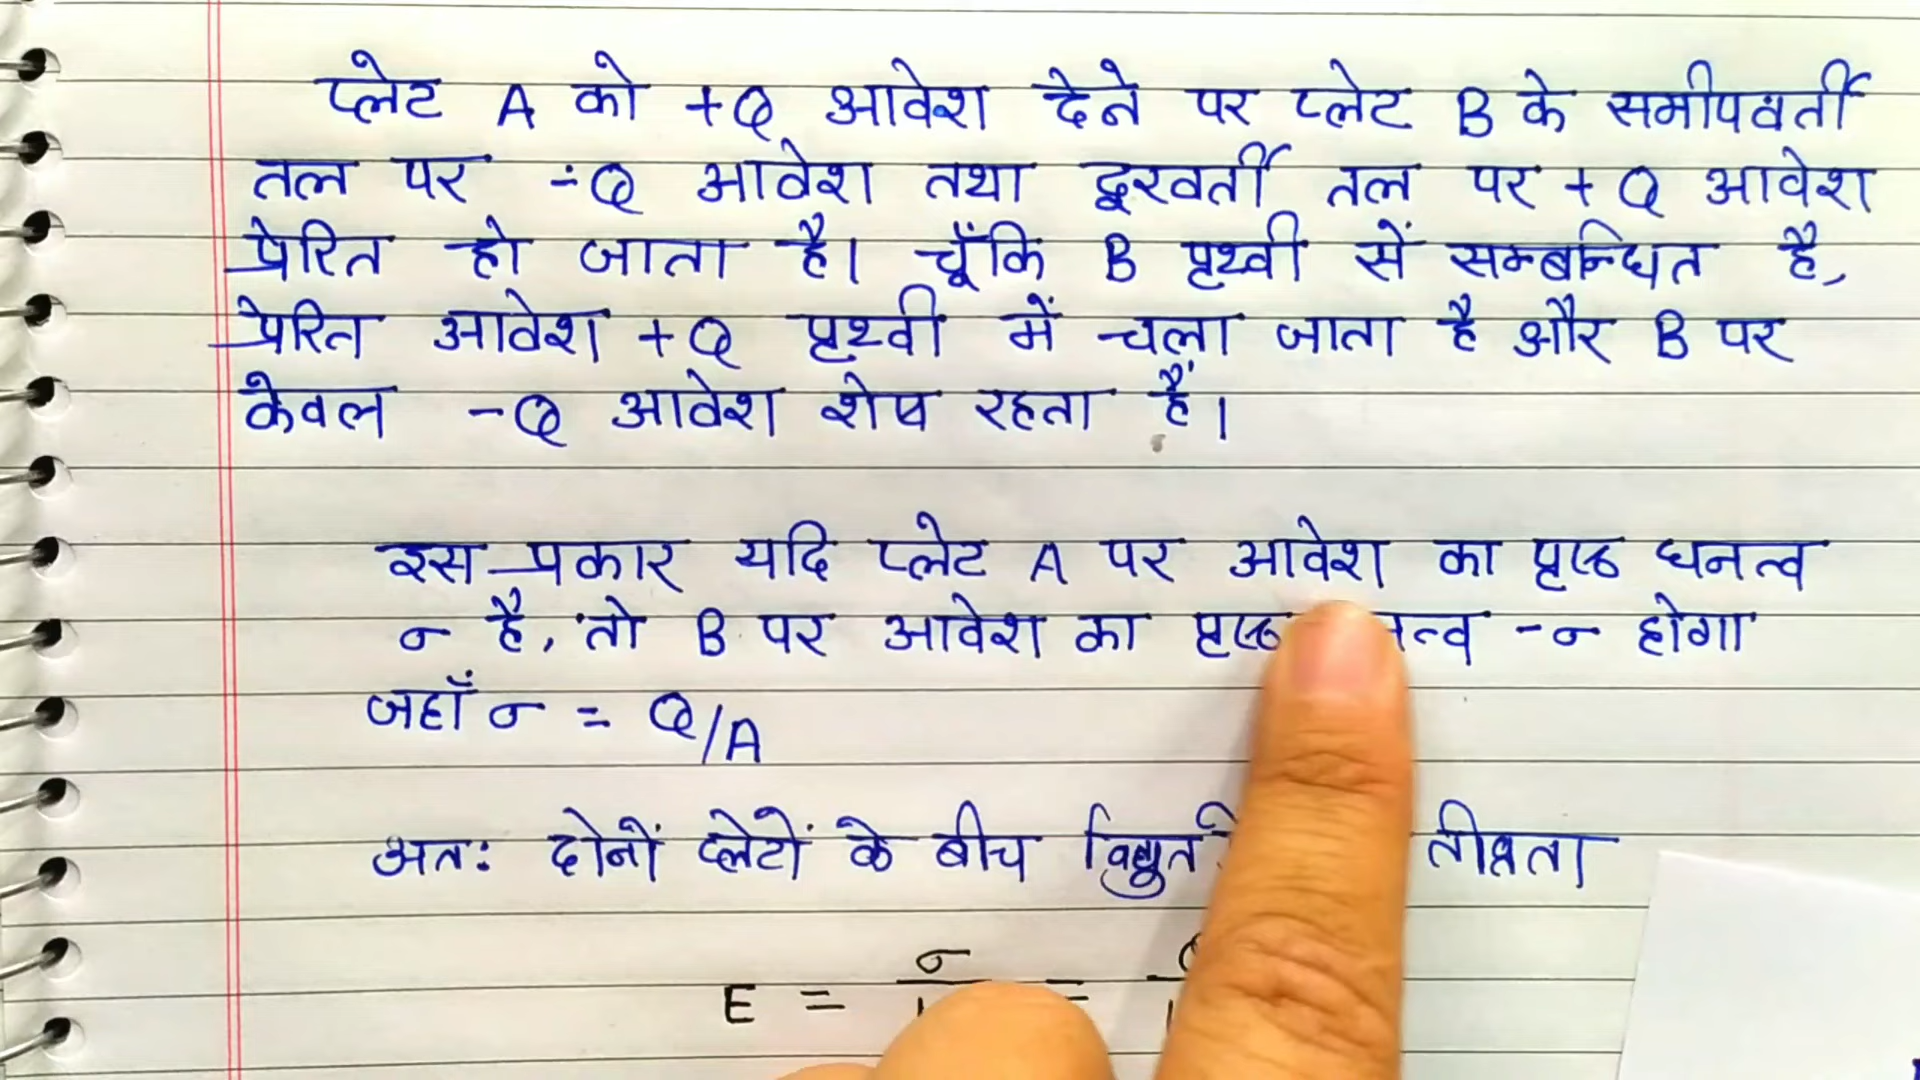 प्लेट A को +Q आवेश देने पर प्लेट B के समीपवर्ती
तल पर -Q आवेश तथा दूरवर्ती तल पर +Q आवेश
प्रेरित हो जाता है। चूँकि B पृथ्वी से सम्बन्धित है,
प्रेरित आवेश +Q पृथ्वी में चला जाता है और B पर
केवल -Q आवेश शेष रहता है।
इस प्रकार यदि प्लेट A पर आवेश का पृष्ठ घनत्व
σ है, तो B पर आवेश का पृष्ठ -σ होगा
जहाँ σ = Q/A
अतः दोनों प्लेटों के बीच विद्युत तीव्रता
E = σ =